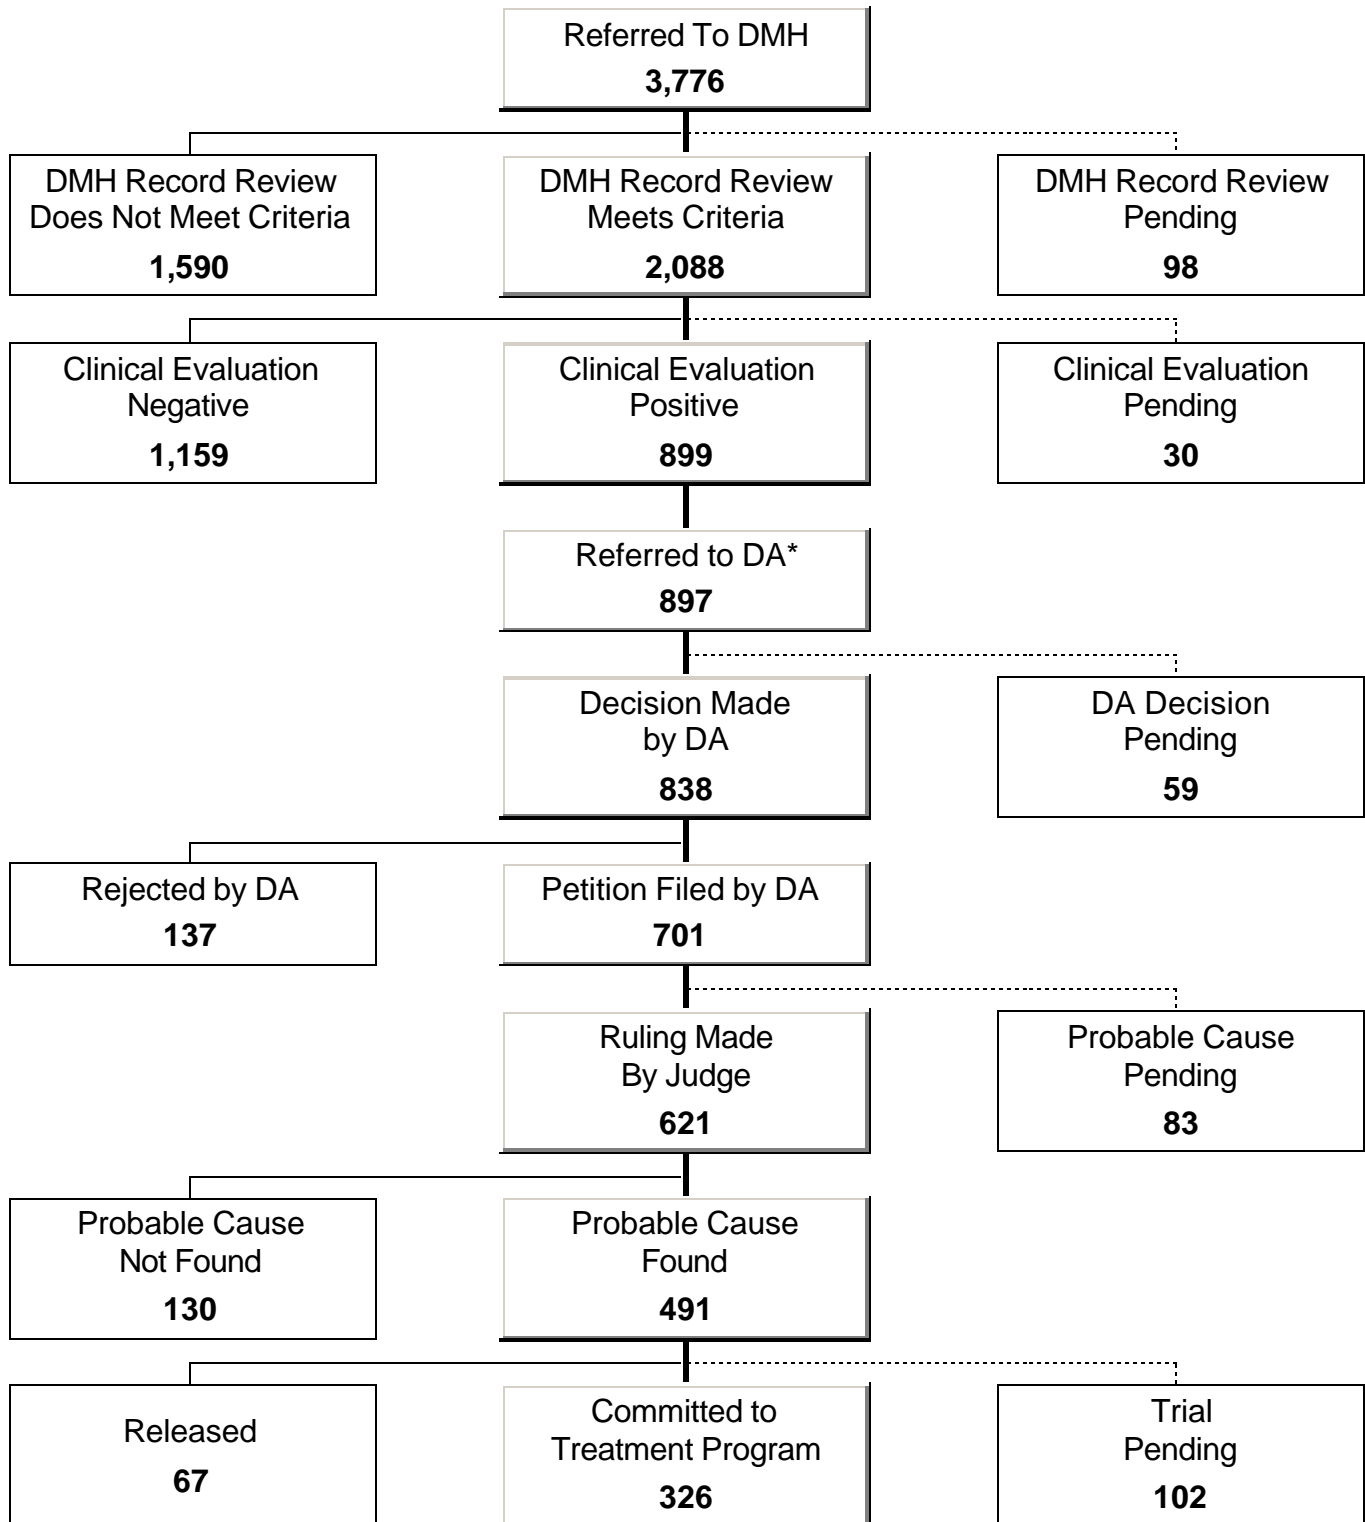 Referred To DMH
3,776
DMH Record Review
Does Not Meet Criteria
1,590
DMH Record Review
Meets Criteria
2,088
DMH Record Review
Pending
98
Clinical Evaluation
Negative
1,159
Clinical Evaluation
Positive
899
Clinical Evaluation
Pending
30
Referred to DA*
897
Decision Made
by DA
838
DA Decision
Pending
59
Rejected by DA
137
Petition Filed by DA
701
Ruling Made
By Judge
621
Probable Cause
Pending
83
Probable Cause
Not Found
130
Probable Cause
Found
491
Released
67
Committed to
Treatment Program
326
Trial
Pending
102